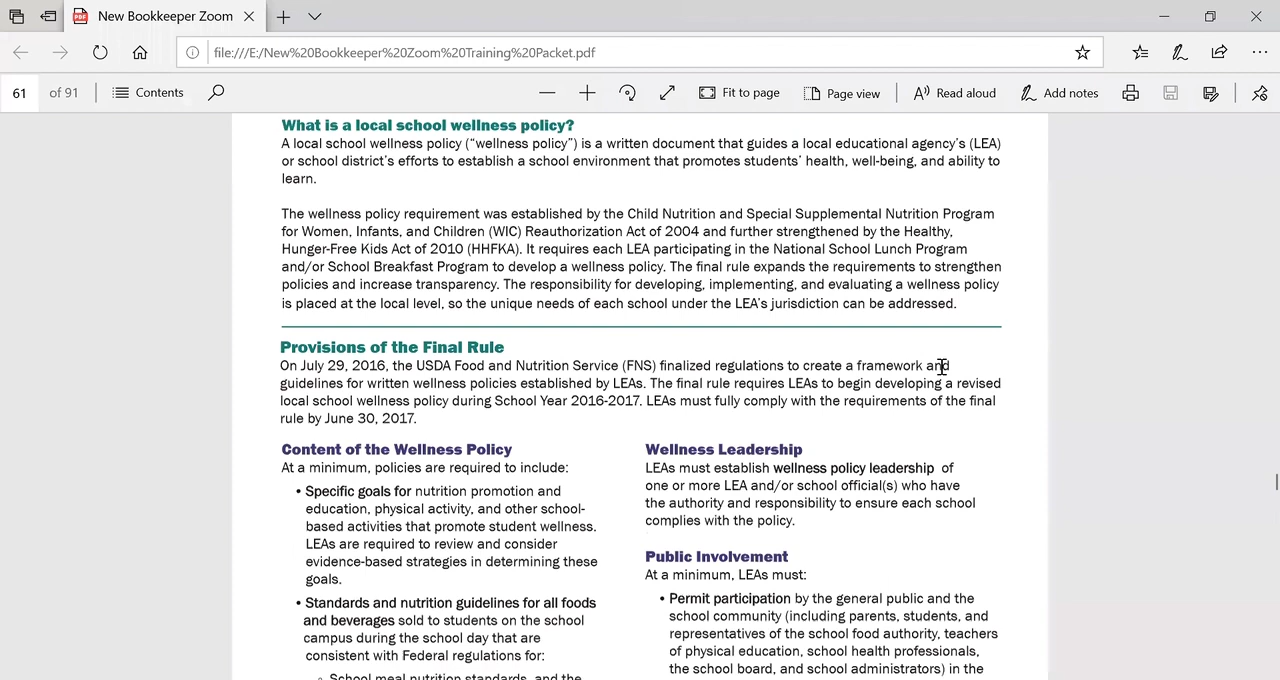 New Bookkeeper Zoom
file:///E:/New%20Bookkeeper%20Zoom%20Training%20Packet.pdf
61 of 91 Contents Fit to page Page view Read aloud Add notes
What is a local school wellness policy?
A local school wellness policy (“wellness policy”) is a written document that guides a local educational agency’s (LEA)
or school district’s efforts to establish a school environment that promotes students’ health, well-being, and ability to
learn.
The wellness policy requirement was established by the Child Nutrition and Special Supplemental Nutrition Program
for Women, Infants, and Children (WIC) Reauthorization Act of 2004 and further strengthened by the Healthy,
Hunger-Free Kids Act of 2010 (HHFKA). It requires each LEA participating in the National School Lunch Program
and/or School Breakfast Program to develop a wellness policy. The final rule expands the requirements to strengthen
policies and increase transparency. The responsibility for developing, implementing, and evaluating a wellness policy
is placed at the local level, so the unique needs of each school under the LEA’s jurisdiction can be addressed.
Provisions of the Final Rule
On July 29, 2016, the USDA Food and Nutrition Service (FNS) finalized regulations to create a framework and
guidelines for written wellness policies established by LEAs. The final rule requires LEAs to begin developing a revised
local school wellness policy during School Year 2016-2017. LEAs must fully comply with the requirements of the final
rule by June 30, 2017.
Content of the Wellness Policy
At a minimum, policies are required to include:
• Specific goals for nutrition promotion and
education, physical activity, and other school-
based activities that promote student wellness.
LEAs are required to review and consider
evidence-based strategies in determining these
goals.
• Standards and nutrition guidelines for all foods
and beverages sold to students on the school
campus during the school day that are
consistent with Federal regulations for:
◦ School meal nutrition standards, and the
Wellness Leadership
LEAs must establish wellness policy leadership of
one or more LEA and/or school official(s) who have
the authority and responsibility to ensure each school
complies with the policy.
Public Involvement
At a minimum, LEAs must:
• Permit participation by the general public and the
school community (including parents, students, and
representatives of the school food authority, teachers
of physical education, school health professionals,
the school board, and school administrators) in the